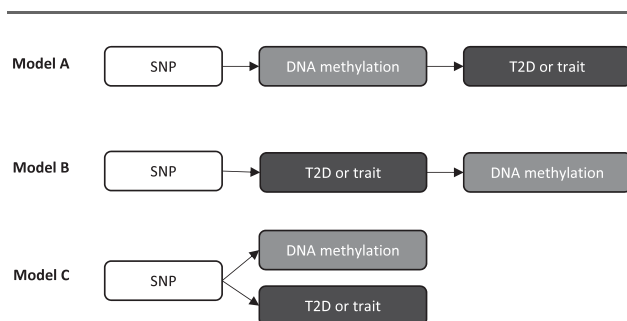 Model A SNP DNA methylation T2D or trait
Model B SNP T2D or trait DNA methylation
DNA methylation
Model C SNP
T2D or trait